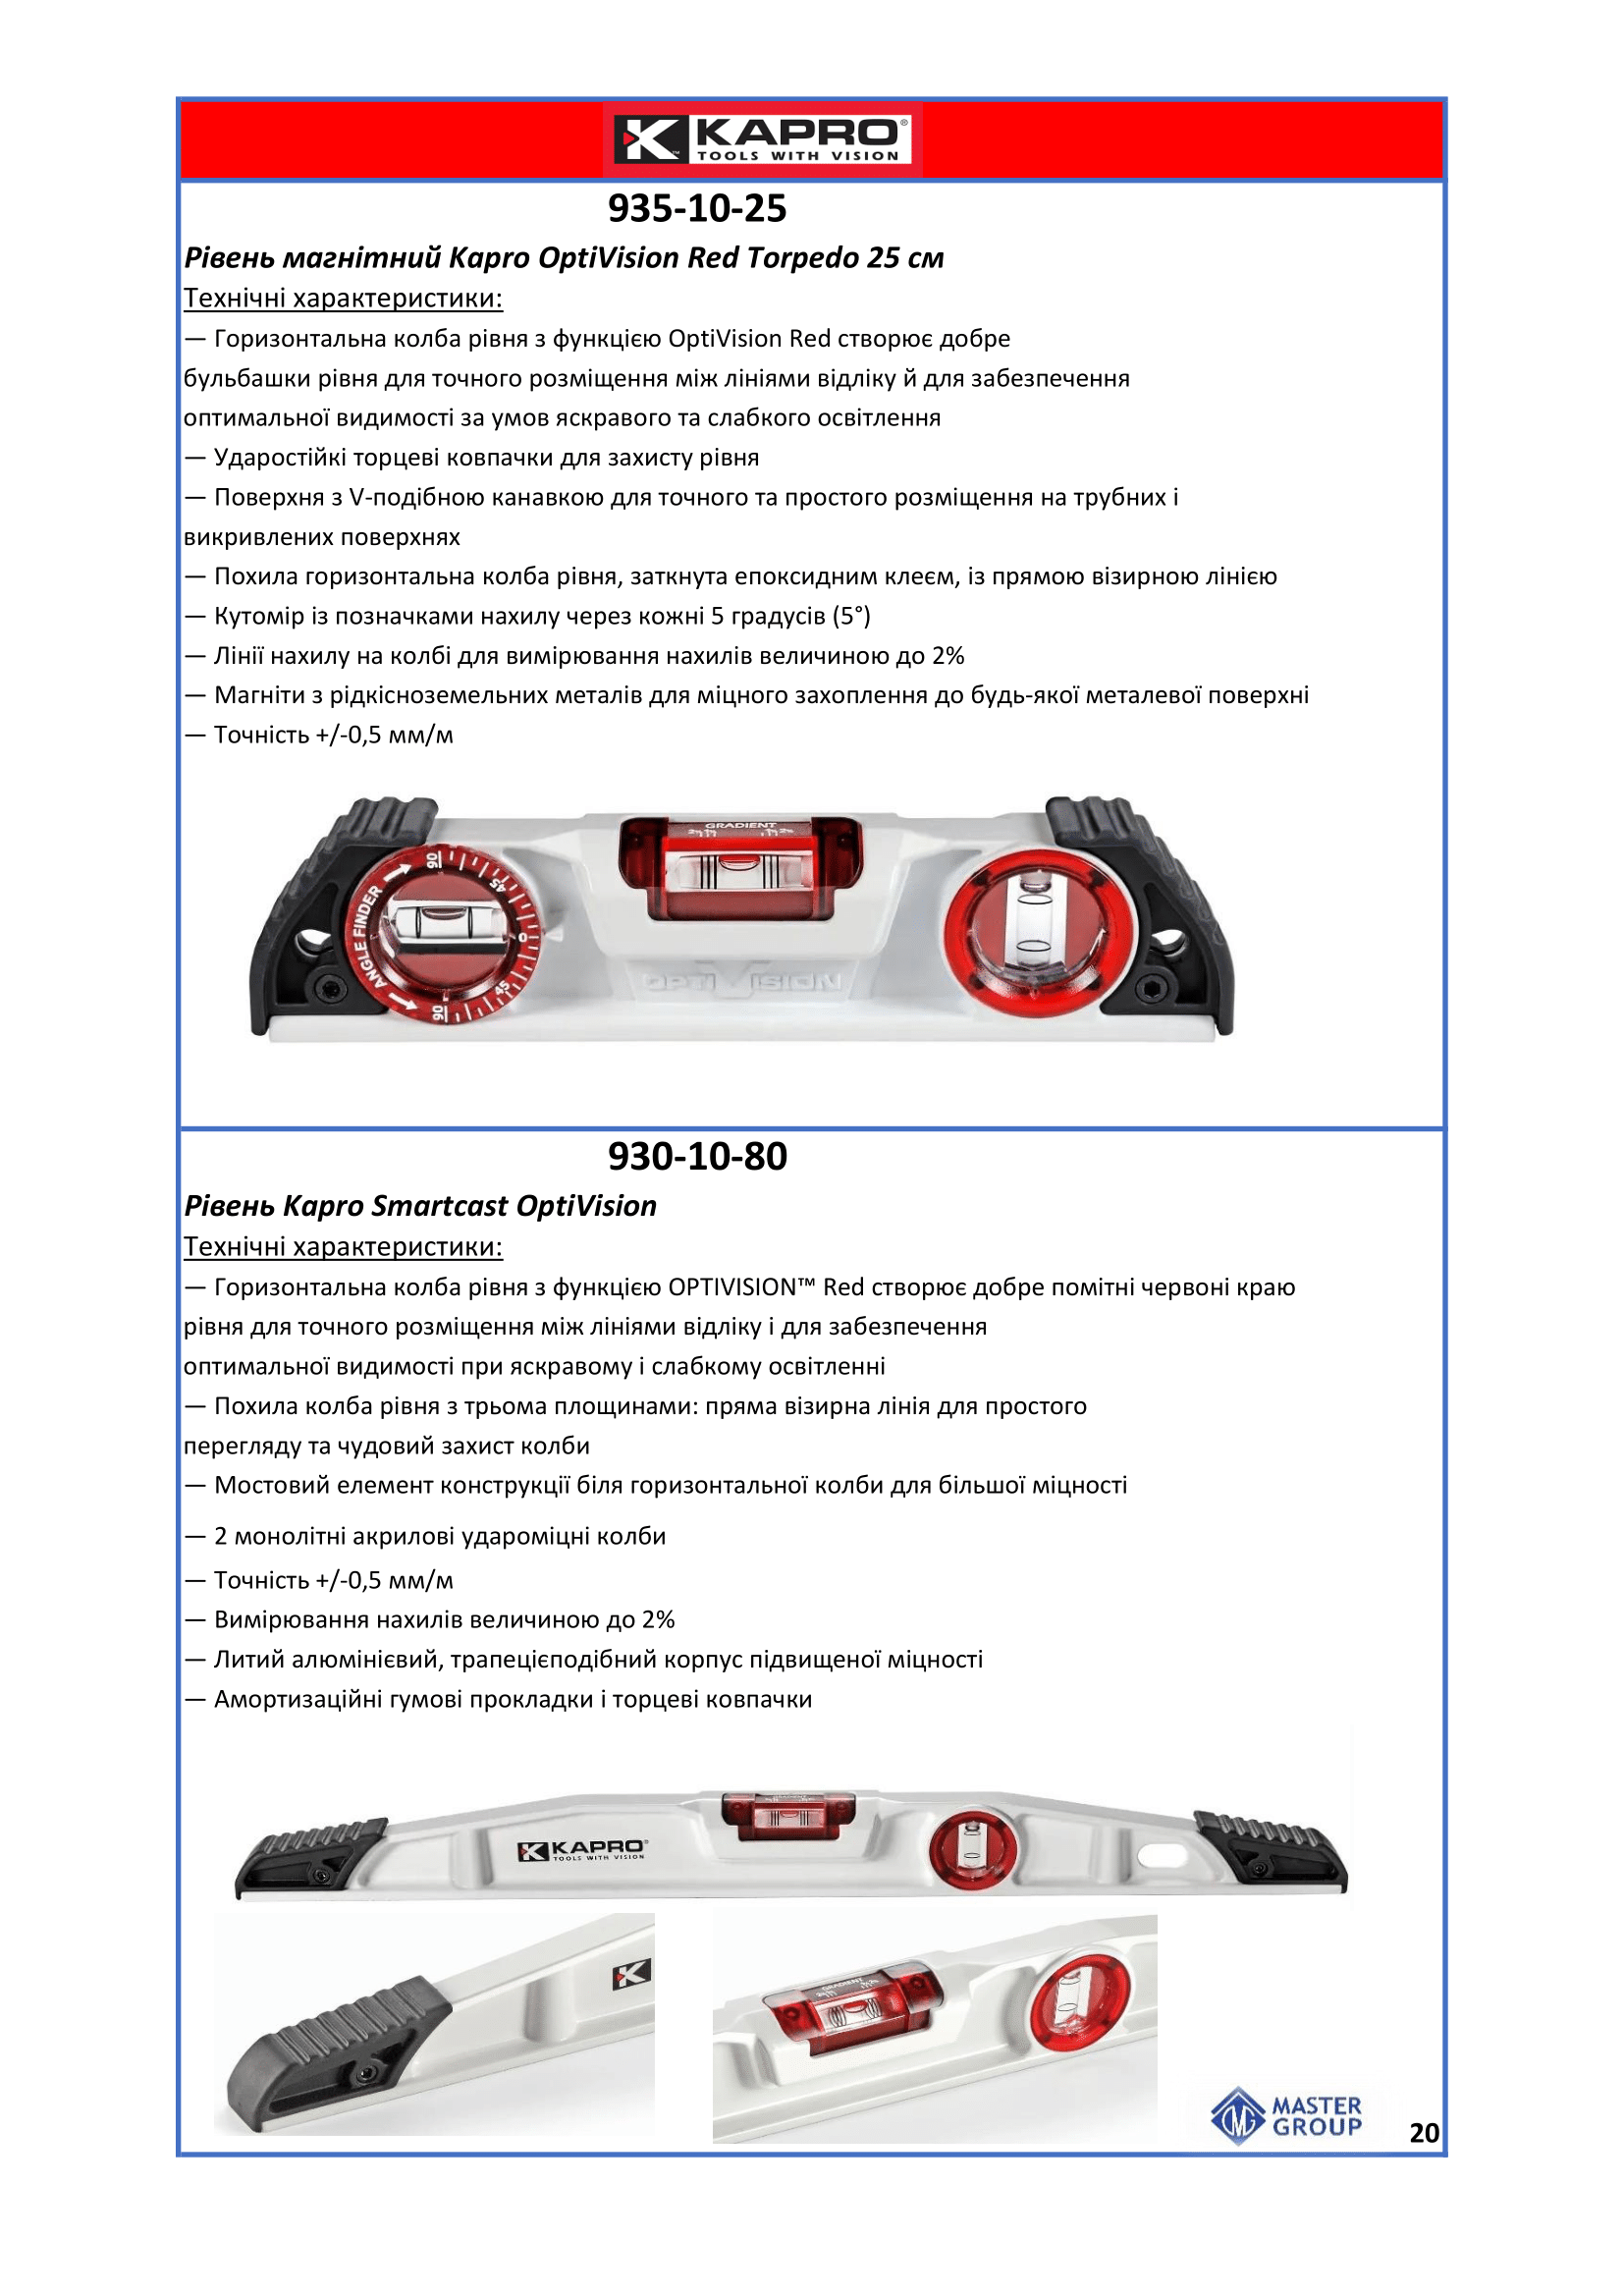 KAPRO®
TOOLS WITH VISION
935-10-25
Рівень магнітний Kapro OptiVision Red Torpedo 25 см
Технічні характеристики:
— Горизонтальна колба рівня з функцією OptiVision Red створює добре
бульбашки рівня для точного розміщення між лініями відліку й для забезпечення
оптимальної видимості за умов яскравого та слабкого освітлення
— Ударостійкі торцеві ковпачки для захисту рівня
— Поверхня з V-подібною канавкою для точного та простого розміщення на трубних і
викривлених поверхнях
— Похила горизонтальна колба рівня, заткнута епоксидним клеєм, із прямою візирною лінією
— Кутомір із позначками нахилу через кожні 5 градусів (5°)
— Лінії нахилу на колбі для вимірювання нахилів величиною до 2%
— Магніти з рідкісноземельних металів для міцного захоплення до будь-якої металевої поверхні
— Точність +/-0,5 мм/м
GRADIENT
90
45
ANGLE FINDER
0
45
90
OPTIVISION
930-10-80
Рівень Kapro Smartcast OptiVision
Технічні характеристики:
— Горизонтальна колба рівня з функцією OPTIVISION™ Red створює добре помітні червоні краю
рівня для точного розміщення між лініями відліку і для забезпечення
оптимальної видимості при яскравому і слабкому освітленні
— Похила колба рівня з трьома площинами: пряма візирна лінія для простого
перегляду та чудовий захист колби
— Мостовий елемент конструкції біля горизонтальної колби для більшої міцності
— 2 монолітні акрилові удароміцні колби
— Точність +/-0,5 мм/м
— Вимірювання нахилів величиною до 2%
— Литий алюмінієвий, трапецієподібний корпус підвищеної міцності
— Амортизаційні гумові прокладки і торцеві ковпачки
KAPRO®
TOOLS WITH VISION
GRADIENT
MASTER
GROUP
20